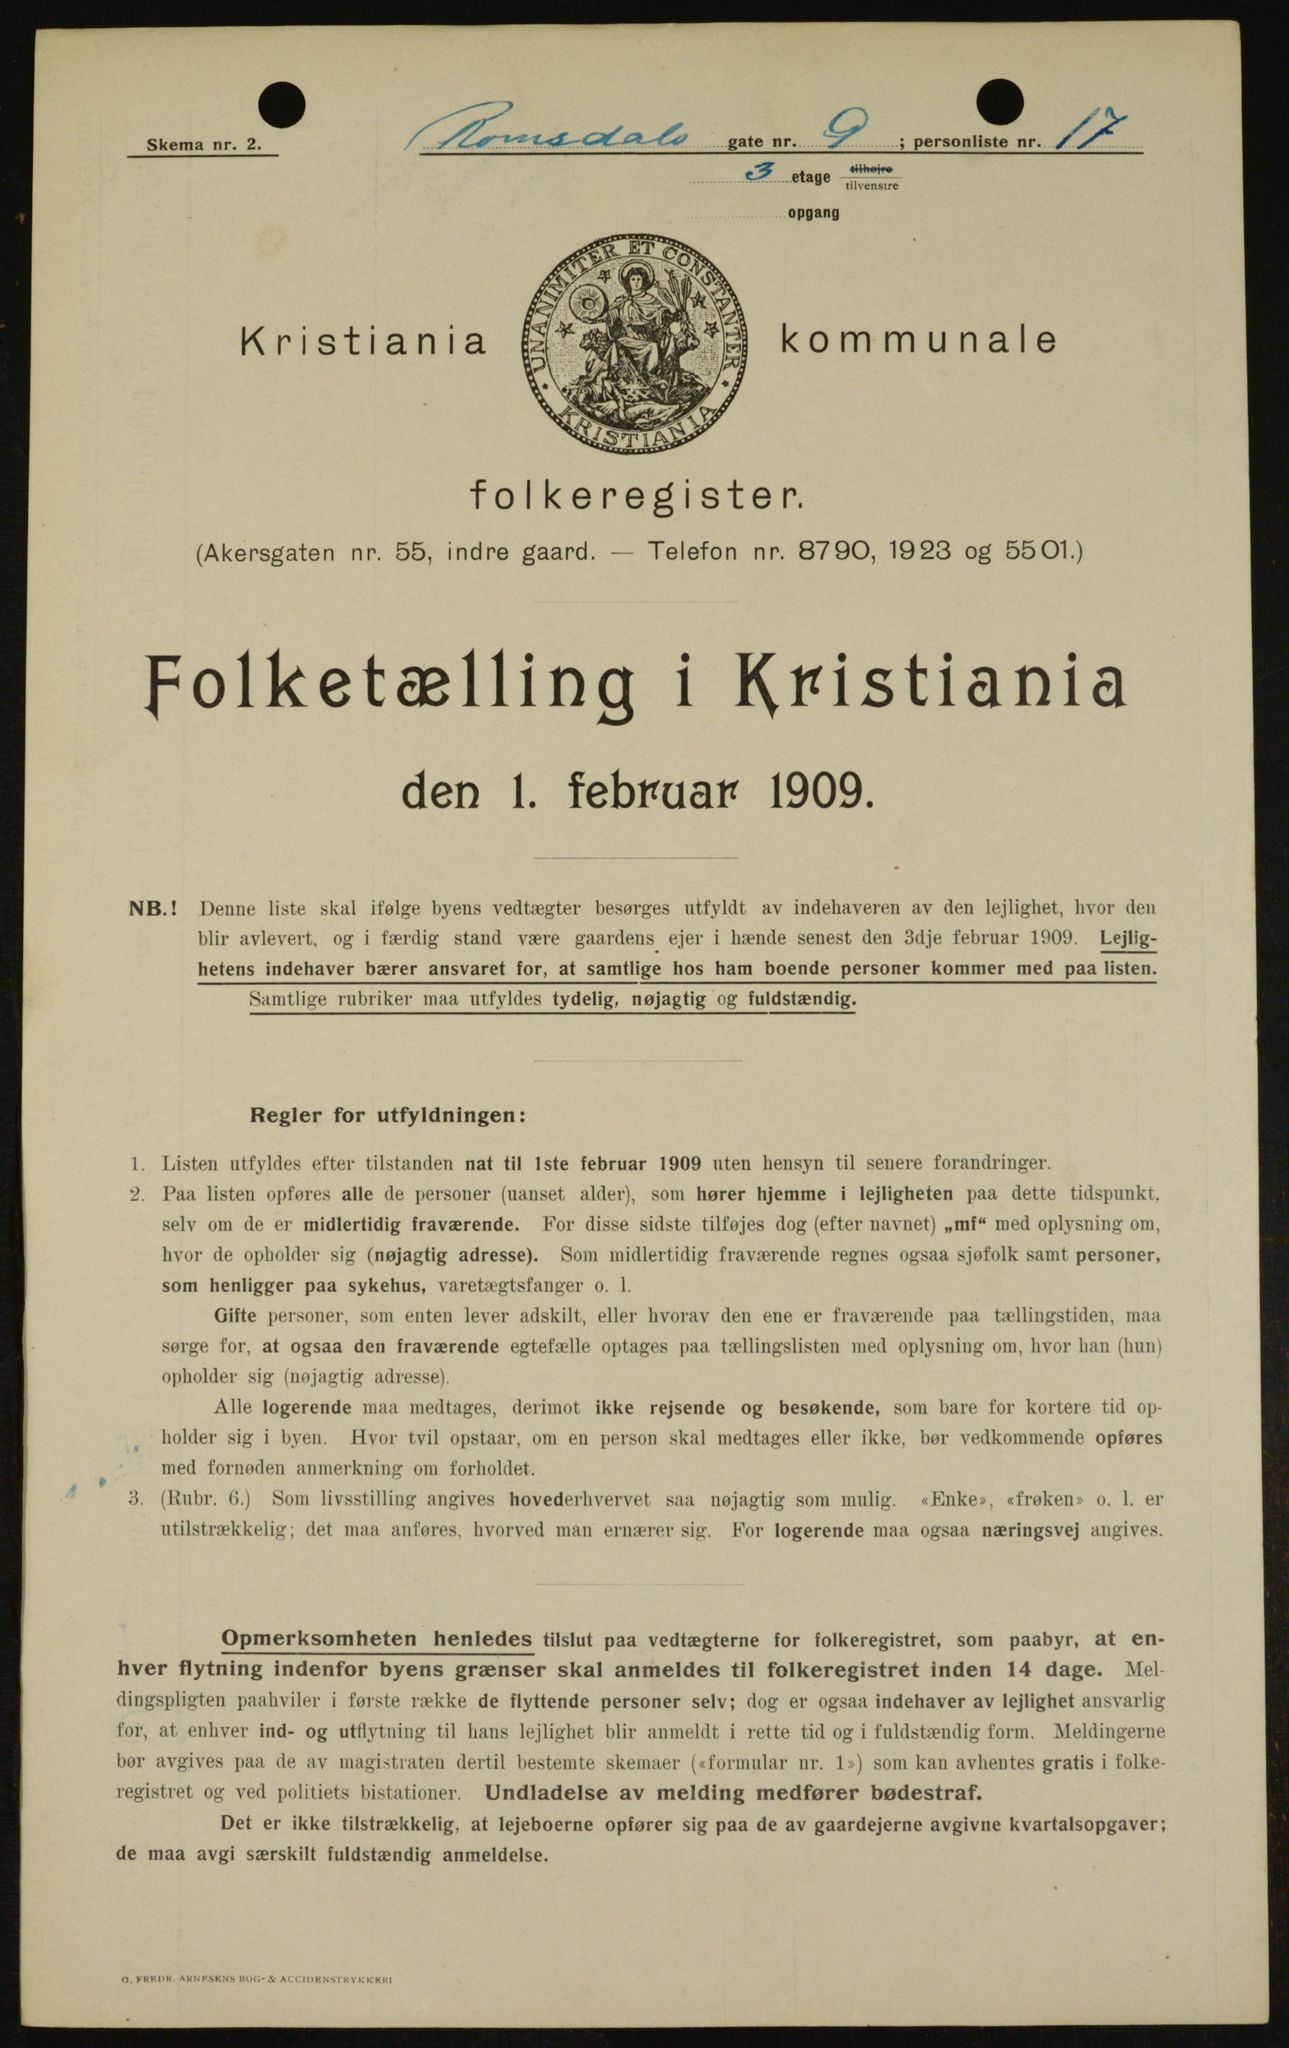 Skema nr. 2.
Romsdals gate nr. 9 ; personliste nr. 17
3 etage tilhøjre
tilvenstre
opgang
UNANIMITER ET CONSTANTER
KRISTIANIA
Kristiania kommunale
folkeregister.
(Akersgaten nr. 55, indre gaard. — Telefon nr. 8790, 1923 og 5501.)
Folketælling i Kristiania
den 1. februar 1909.
NB.! Denne liste skal ifølge byens vedtægter besørges utfyldt av indehaveren av den lejlighet, hvor den
blir avlevert, og i færdig stand være gaardens ejer i hænde senest den 3dje februar 1909. Lejlig-
hetens indehaver bærer ansvaret for, at samtlige hos ham boende personer kommer med paa listen.
Samtlige rubriker maa utfyldes tydelig, nøjagtig og fuldstændig.
Regler for utfyldningen:
1. Listen utfyldes efter tilstanden nat til 1ste februar 1909 uten hensyn til senere forandringer.
2. Paa listen opføres alle de personer (uanset alder), som hører hjemme i lejligheten paa dette tidspunkt,
selv om de er midlertidig fraværende. For disse sidste tilføjes dog (efter navnet) „mf“ med oplysning om,
hvor de opholder sig (nøjagtig adresse). Som midlertidig fraværende regnes ogsaa sjøfolk samt personer,
som henligger paa sykehus, varetægtsfanger o. l.
Gifte personer, som enten lever adskilt, eller hvorav den ene er fraværende paa tællingstiden, maa
sørge for, at ogsaa den fraværende egtefælle optages paa tællingslisten med oplysning om, hvor han (hun)
opholder sig (nøjagtig adresse).
Alle logerende maa medtages, derimot ikke rejsende og besøkende, som bare for kortere tid op-
holder sig i byen. Hvor tvil opstaar, om en person skal medtages eller ikke, bør vedkommende opføres
med fornøden anmerkning om forholdet.
3. (Rubr. 6.) Som livsstilling angives hovederhvervet saa nøjagtig som mulig. «Enke», «frøken» o. l. er
utilstrækkelig; det maa anføres, hvorved man ernærer sig. For logerende maa ogsaa næringsvej angives.
Opmerksomheten henledes tilslut paa vedtægterne for folkeregistret, som paabyr, at en-
hver flytning indenfor byens grænser skal anmeldes til folkeregistret inden 14 dage. Mel-
dingspligten paahviler i første række de flyttende personer selv; dog er ogsaa indehaver av lejlighet ansvarlig
for, at enhver ind- og utflytning til hans lejlighet blir anmeldt i rette tid og i fuldstændig form. Meldingerne
bør avgives paa de av magistraten dertil bestemte skemaer («formular nr. 1») som kan avhentes gratis i folke-
registret og ved politiets bistationer. Undladelse av melding medfører bødestraf.
Det er ikke tilstrækkelig, at lejeboerne opfører sig paa de av gaardejerne avgivne kvartalsopgaver;
de maa avgi særskilt fuldstændig anmeldelse.
O. FREDR. ARNESENS BOG- & ACCIDENSTRYKKERI